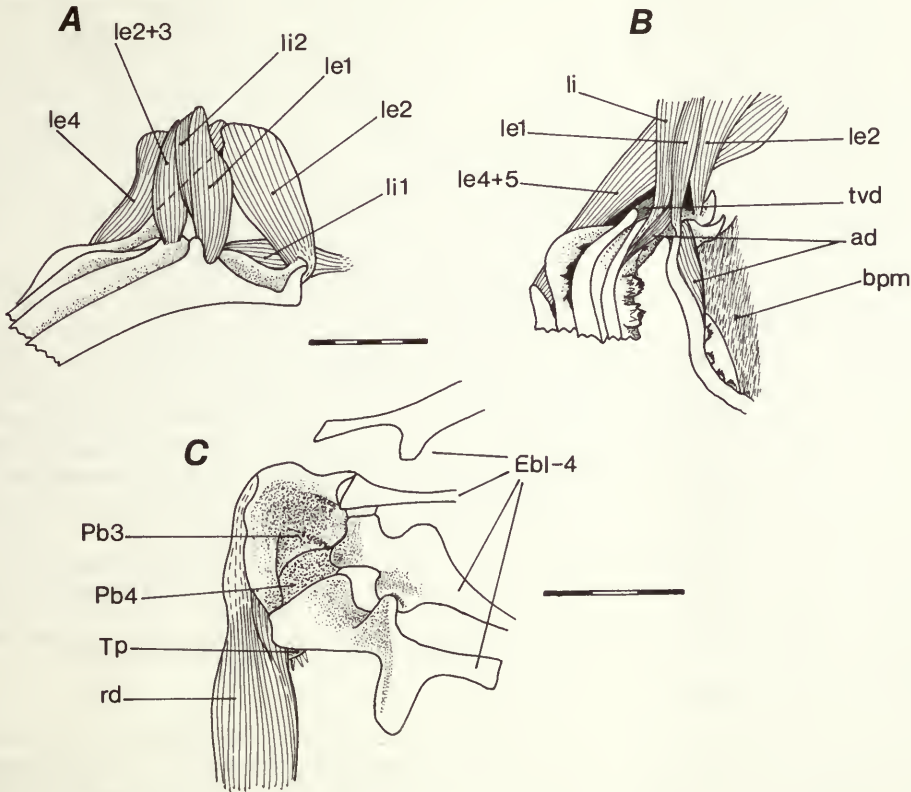 A
le2+3
li2
le1
le4
le2
li1
B
li
le1
le2
le4+5
tvd
ad
bpm
C
Ebl-4
Pb3
Pb4
Tp
rd